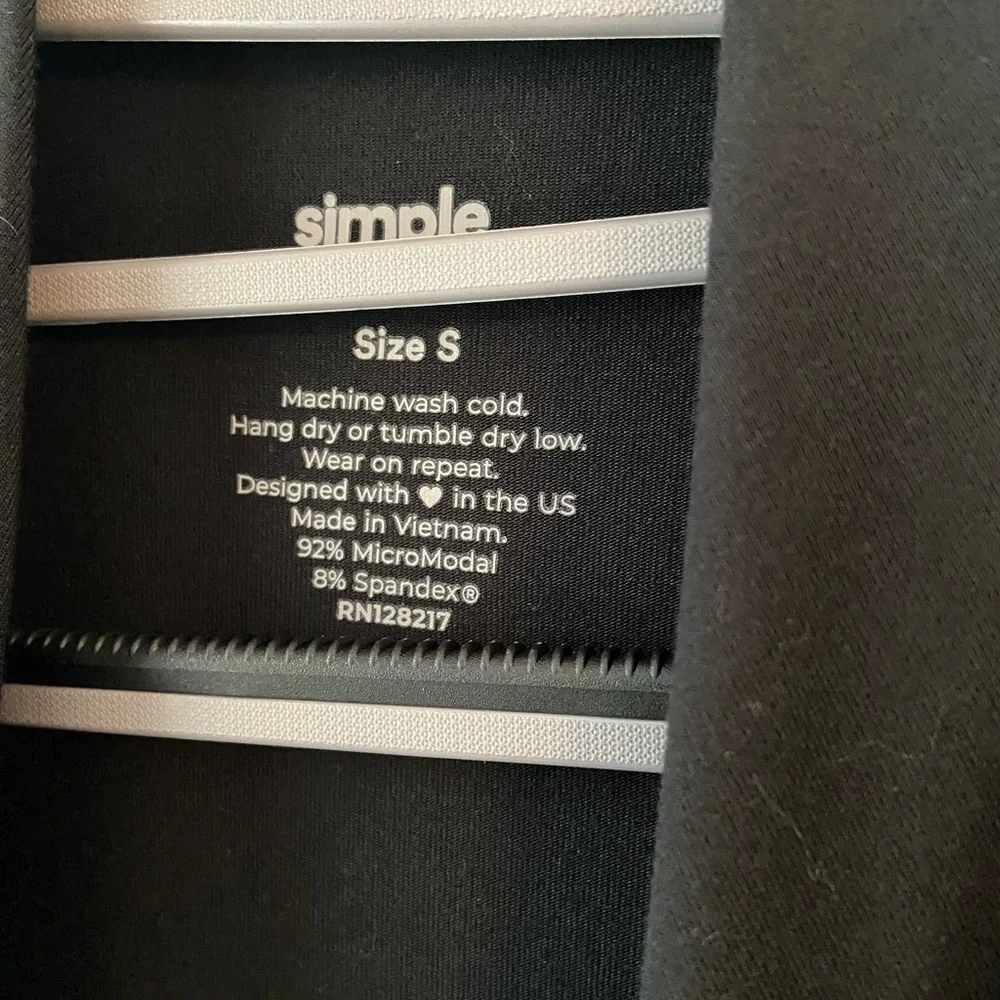 simple
Size S
Machine wash cold.
Hang dry or tumble dry low.
Wear on repeat.
Designed with ♥ in the US
Made in Vietnam.
92% MicroModal
8% Spandex®
RN128217